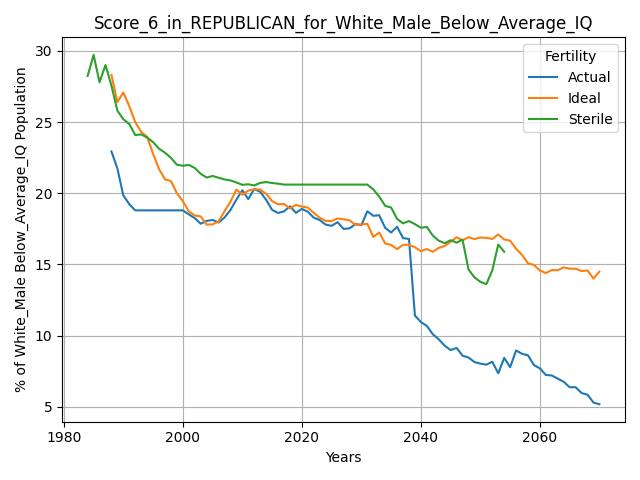 Score_6_in_REPUBLICAN_for_White_Male_Below_Average_IQ
% of White_Male Below_Average_IQ Population
30
25
20
15
10
5
Fertility
Actual
Ideal
Sterile
1980
2000
2020
2040
2060
Years